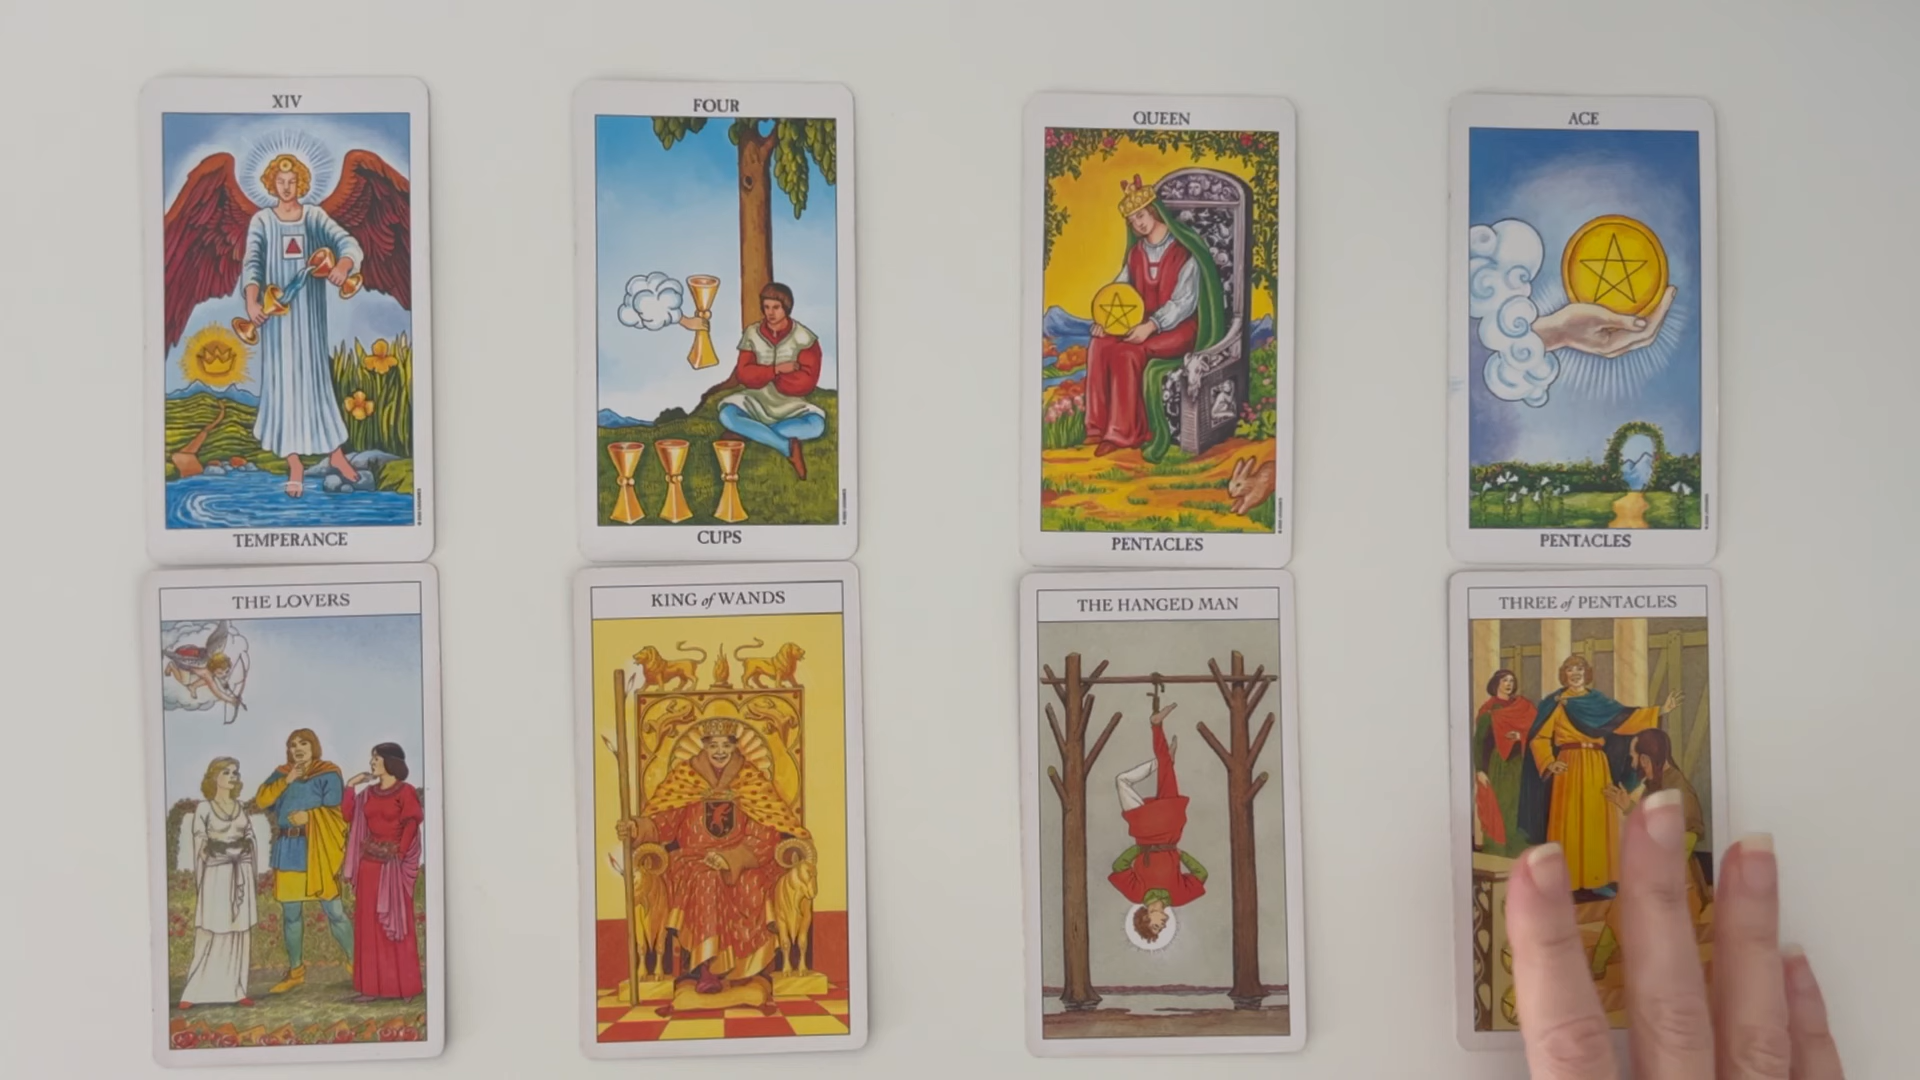 XIV
TEMPERANCE
FOUR
CUPS
QUEEN
PENTACLES
ACE
PENTACLES
THE LOVERS
KING of WANDS
THE HANGED MAN
THREE of PENTACLES